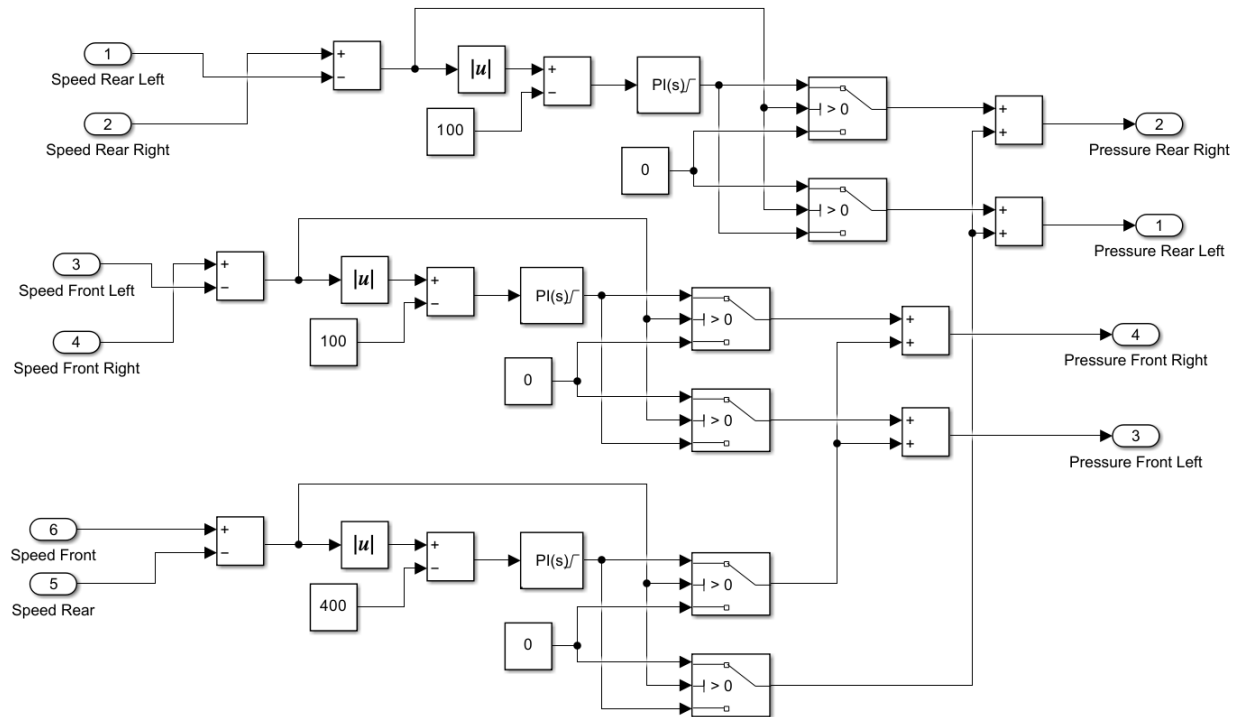 1
Speed Rear Left
2
Speed Rear Right
+
−
|u|
100
+
−
PI(s)
> 0
0
> 0
+
+
2
Pressure Rear Right
+
+
1
Pressure Rear Left
3
Speed Front Left
4
Speed Front Right
+
−
|u|
100
+
−
PI(s)
> 0
0
> 0
+
+
4
Pressure Front Right
+
+
3
Pressure Front Left
6
Speed Front
5
Speed Rear
+
−
|u|
400
+
−
PI(s)
> 0
0
> 0